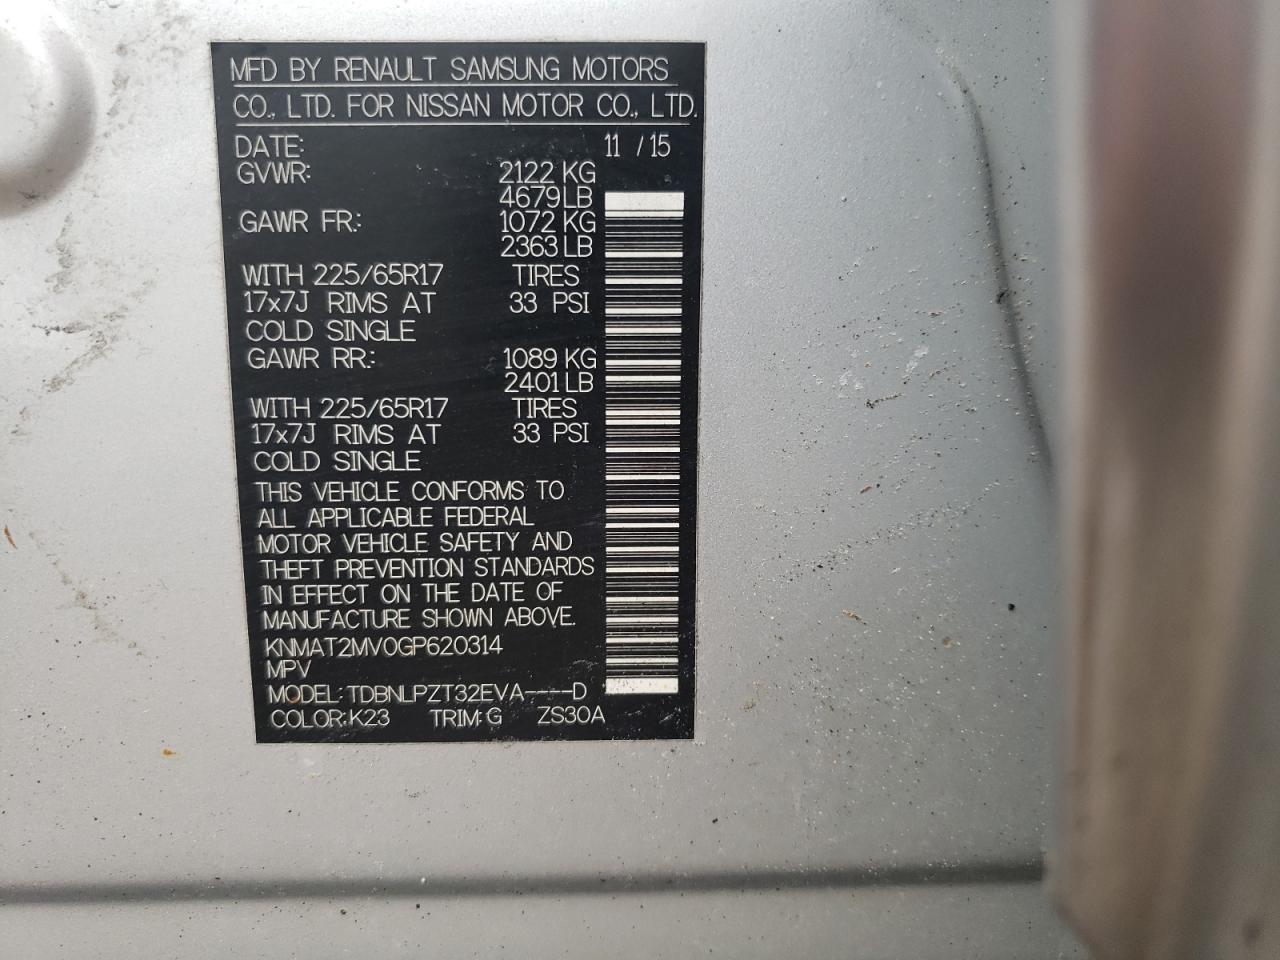 MFD BY RENAULT SAMSUNG MOTORS
CO., LTD. FOR NISSAN MOTOR CO., LTD.
DATE: 11 / 15
GVWR: 2122 KG
4679 LB
GAWR FR: 1072 KG
2363 LB
WITH 225/65R17 TIRES
17x7J RIMS AT 33 PSI
COLD SINGLE
GAWR RR: 1089 KG
2401 LB
WITH 225/65R17 TIRES
17x7J RIMS AT 33 PSI
COLD SINGLE
THIS VEHICLE CONFORMS TO
ALL APPLICABLE FEDERAL
MOTOR VEHICLE SAFETY AND
THEFT PREVENTION STANDARDS
IN EFFECT ON THE DATE OF
MANUFACTURE SHOWN ABOVE.
KNMAT2MV0GP620314
MPV
MODEL: TDBNLPZT32EVA----D
COLOR: K23 TRIM: G ZS30A